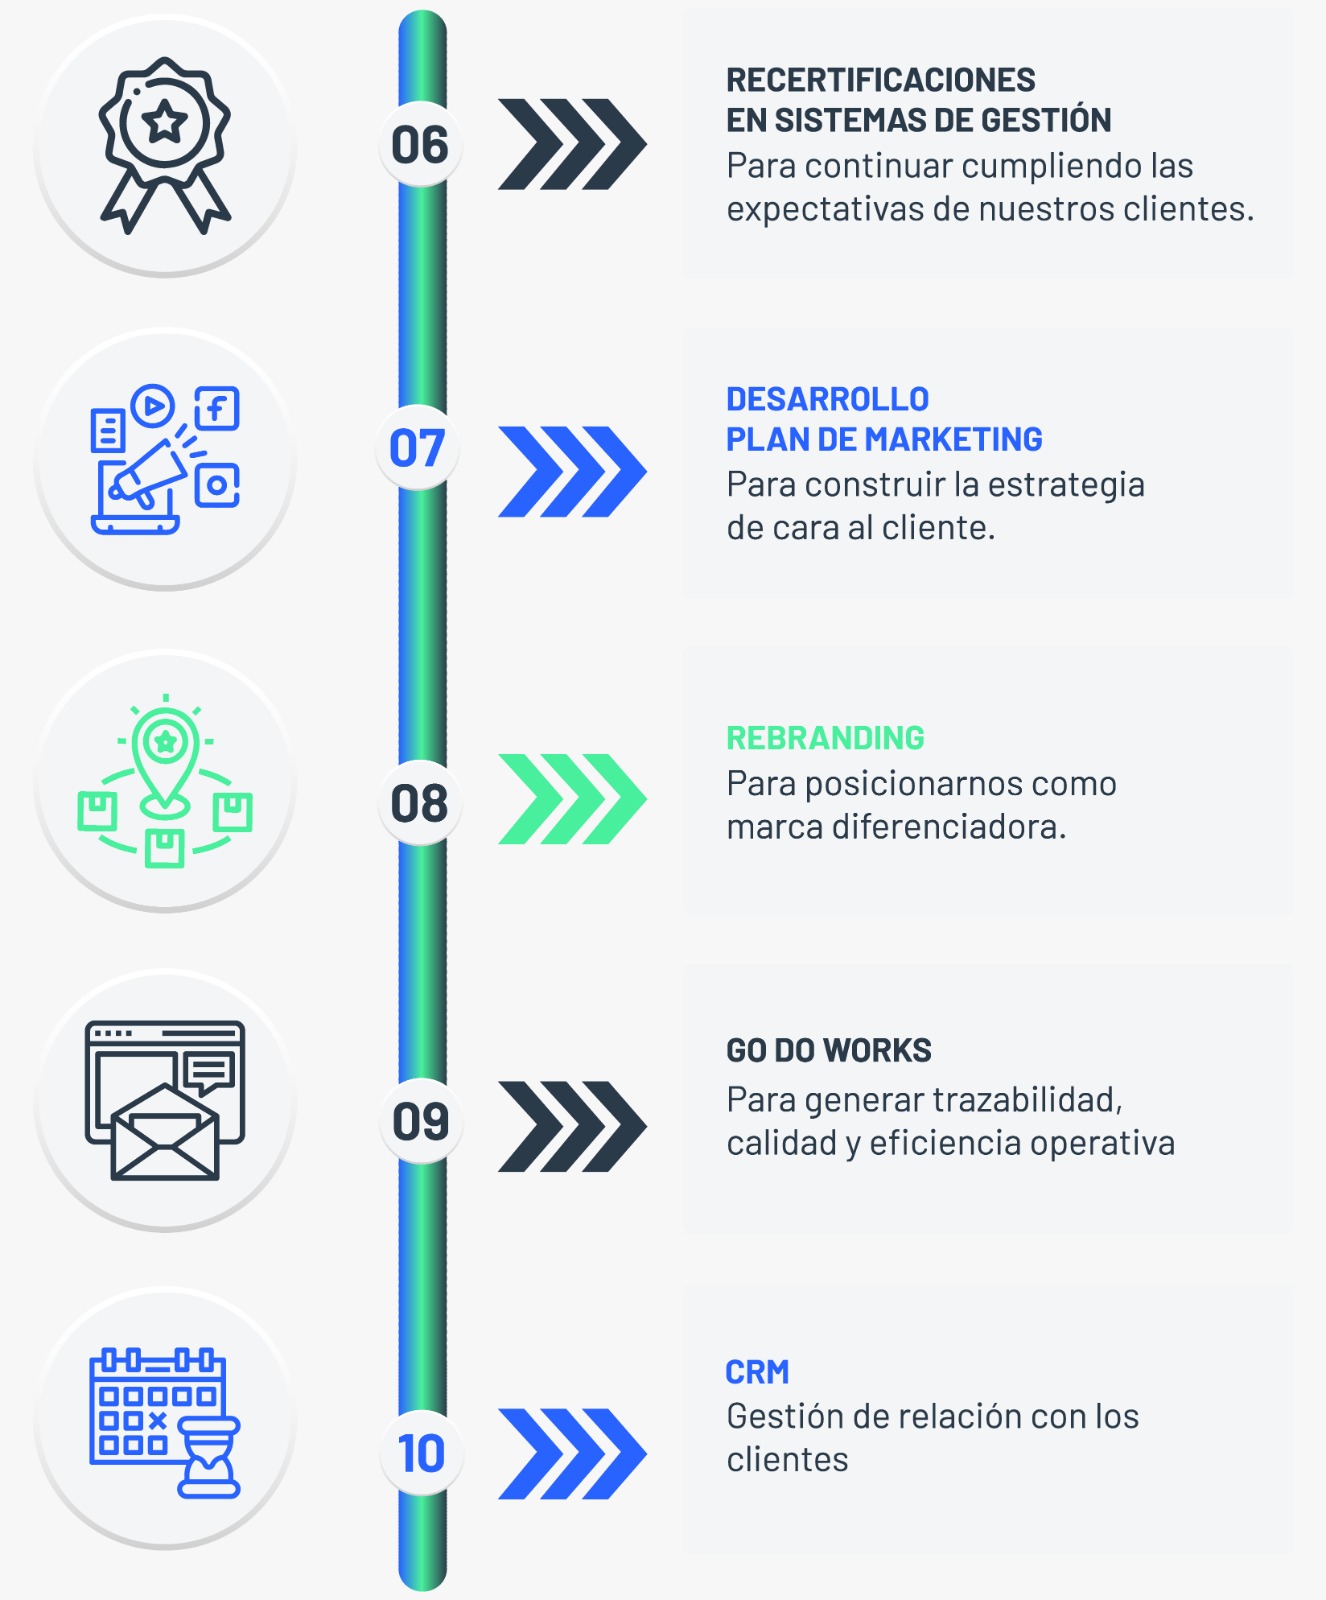 06
RECERTIFICACIONES
EN SISTEMAS DE GESTIÓN
Para continuar cumpliendo las
expectativas de nuestros clientes.
07
DESARROLLO
PLAN DE MARKETING
Para construir la estrategia
de cara al cliente.
08
REBRANDING
Para posicionarnos como
marca diferenciadora.
09
GO DO WORKS
Para generar trazabilidad,
calidad y eficiencia operativa
10
CRM
Gestión de relación con los
clientes